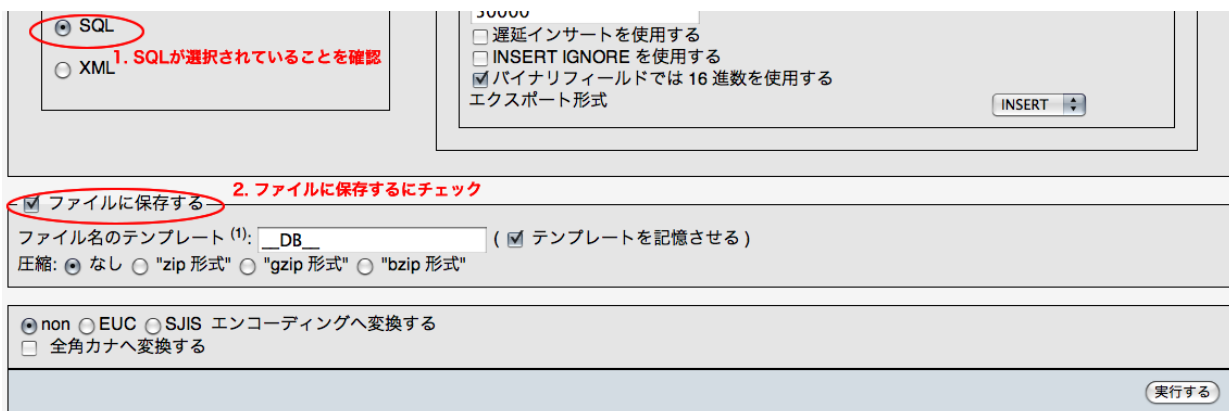 SQL
1. SQLが選択されていることを確認
XML
50000
遅延インサートを使用する
INSERT IGNORE を使用する
バイナリフィールドでは 16 進数を使用する
エクスポート形式 INSERT
2. ファイルに保存するにチェック
ファイルに保存する
ファイル名のテンプレート (1): __DB__ ( テンプレートを記憶させる )
圧縮: なし "zip 形式" "gzip 形式" "bzip 形式"
non EUC SJIS エンコーディングへ変換する
全角カナへ変換する
実行する